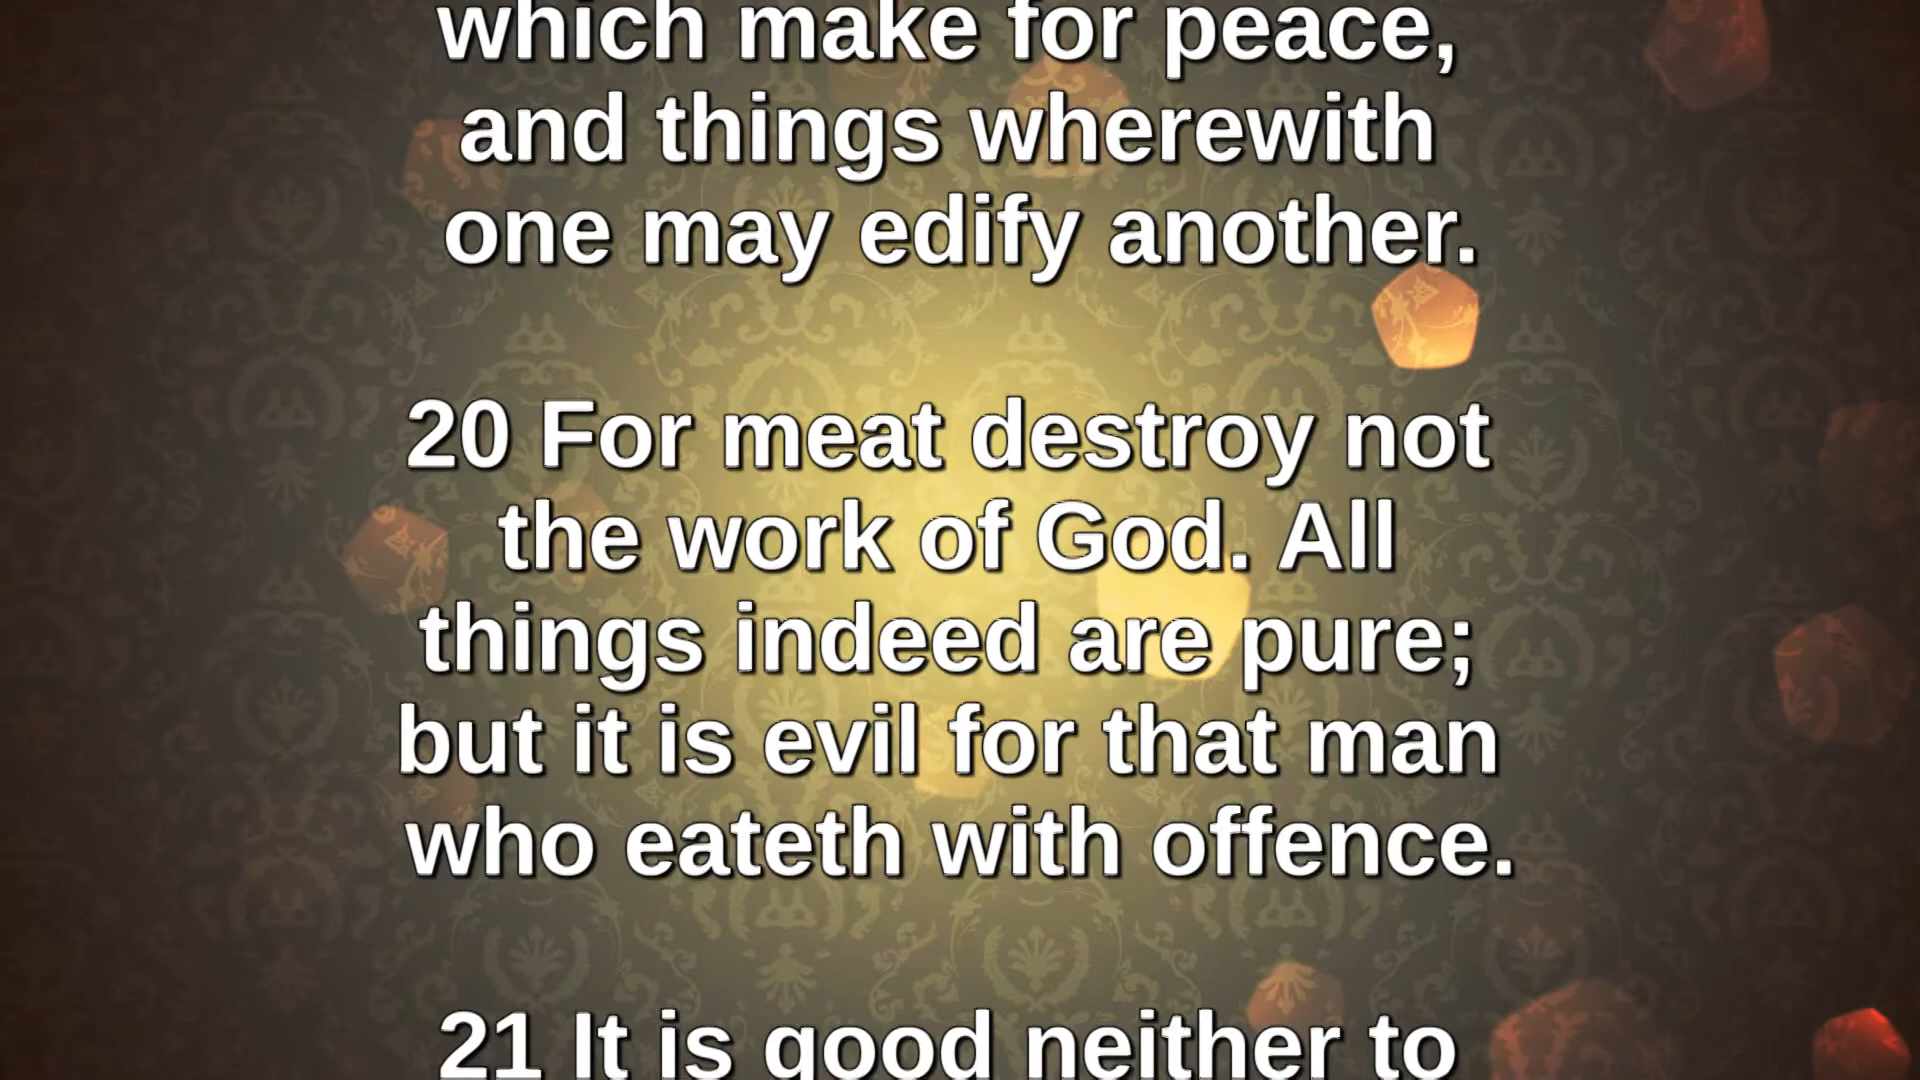 which make for peace,
and things wherewith
one may edify another.
20 For meat destroy not
the work of God. All
things indeed are pure;
but it is evil for that man
who eateth with offence.
21 It is good neither to